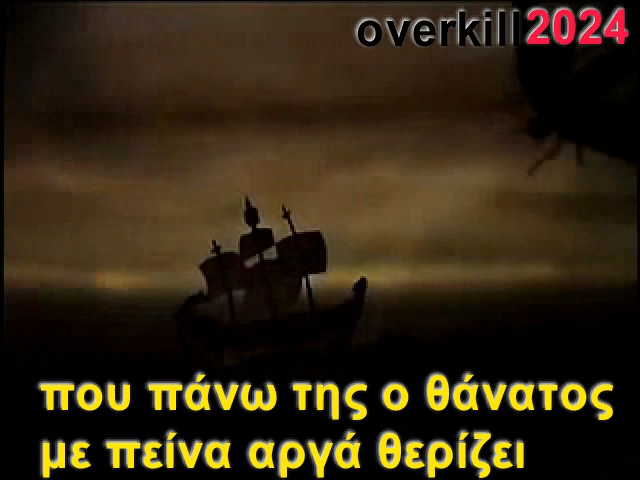 overkill2024
που πάνω της ο θάνατος
με πείνα αργά θερίζει